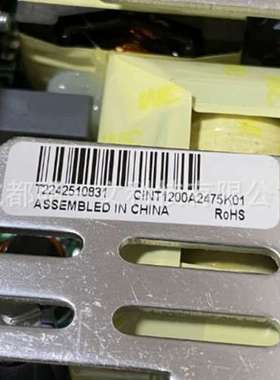 T2242510931 CINT1200A2475K01
ASSEMBLED IN CHINA RoHS